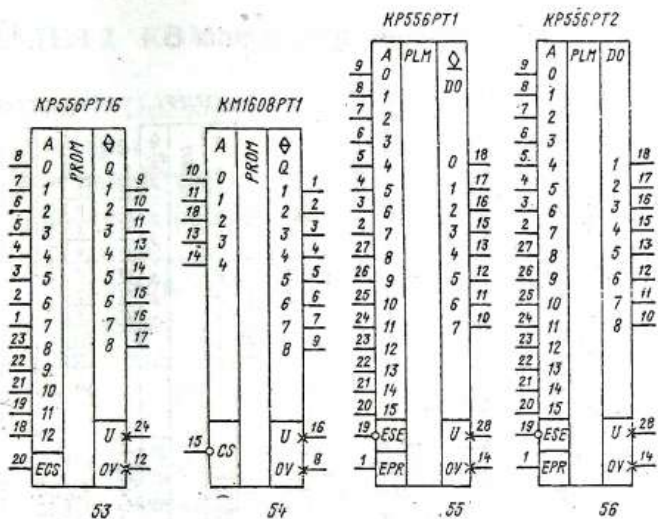 КР556РТ16
A PROM
0 Q
8
7 1 1 9
6 2 2 10
5 3 3 11
4 4 4 13
3 5 5 14
2 6 6 15
1 7 7 16
23 8 8 17
22 9
21 10
19 11
18 12 U 24
20 ECS 0V 12
53
КМ1608РТ1
A PROM
10 0 Q
11 1 1 1
18 2 2 2
13 3 3 3
14 4 4 4
5 5
6 6
7 7
8 9
U 16
15 CS 0V 8
54
КР556РТ1
A PLM DO
9 0
8 1
7 2
6 3
5 4 0 18
4 5 1 17
3 6 2 16
2 7 3 15
27 8 4 13
26 9 5 12
25 10 6 11
24 11 7 10
23 12
22 13
21 14
20 15
19 ESE U 28
1 EPR 0V 14
55
КР556РТ2
A PLM DO
9 0
8 1
7 2
6 3
5 4 1 18
4 5 2 17
3 6 3 16
2 7 4 15
27 8 5 13
26 9 6 12
25 10 7 11
24 11 8 10
23 12
22 13
21 14
20 15
19 ESE U 28
1 EPR 0V 14
56